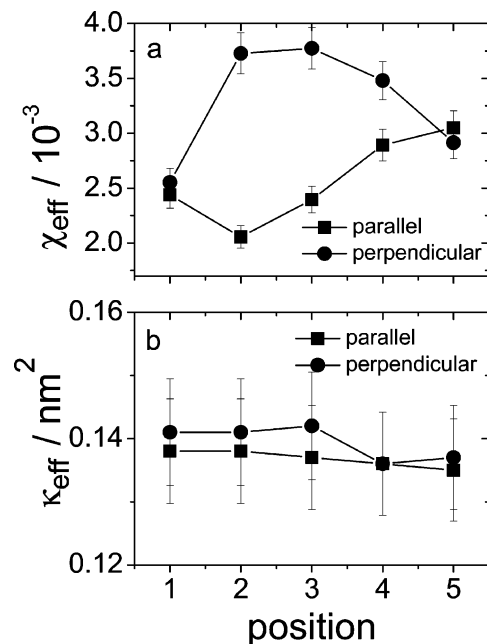 4.0
a
3.5
3.0
2.5
2.0
χeff / 10⁻³
parallel
perpendicular
0.16
b
parallel
perpendicular
0.14
0.12
κeff / nm²
1 2 3 4 5
position